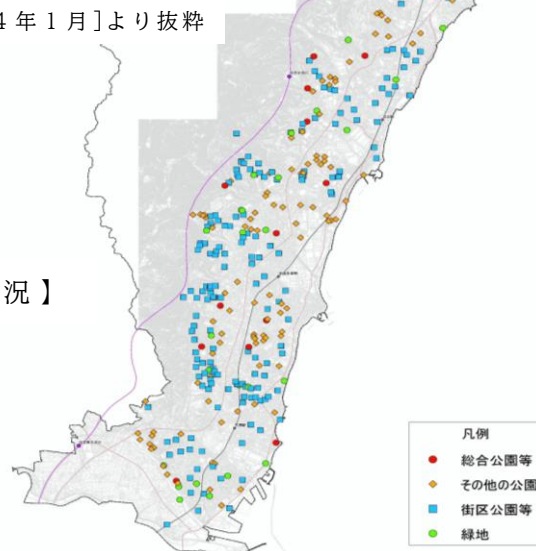 4年1月]より抜粋
況】
凡例
総合公園等
その他の公園
街区公園等
緑地